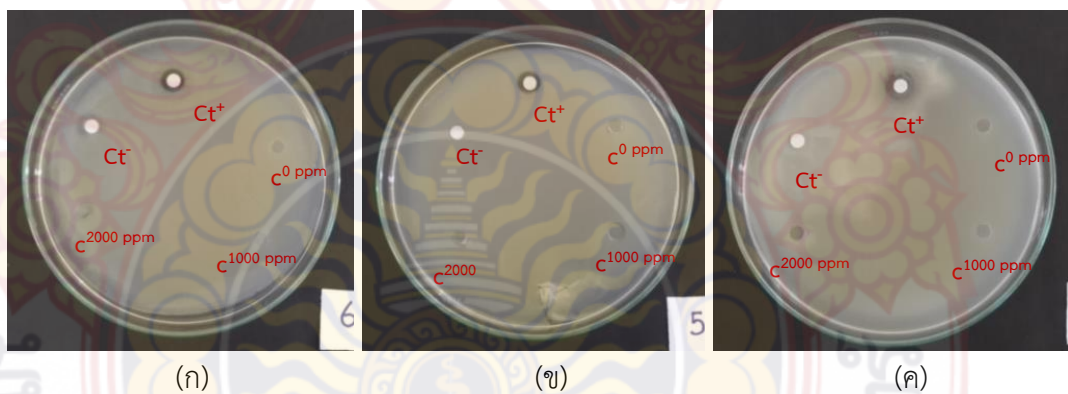 Ct⁺
Ct⁻
c⁰ ᵖᵖᵐ
c²⁰⁰⁰ ᵖᵖᵐ
c¹⁰⁰⁰ ᵖᵖᵐ
6
(ก)
Ct⁺
Ct⁻
c⁰ ᵖᵖᵐ
c²⁰⁰⁰
c¹⁰⁰⁰ ᵖᵖᵐ
5
(ข)
Ct⁺
Ct⁻
c⁰ ᵖᵖᵐ
c²⁰⁰⁰ ᵖᵖᵐ
c¹⁰⁰⁰ ᵖᵖᵐ
(ค)